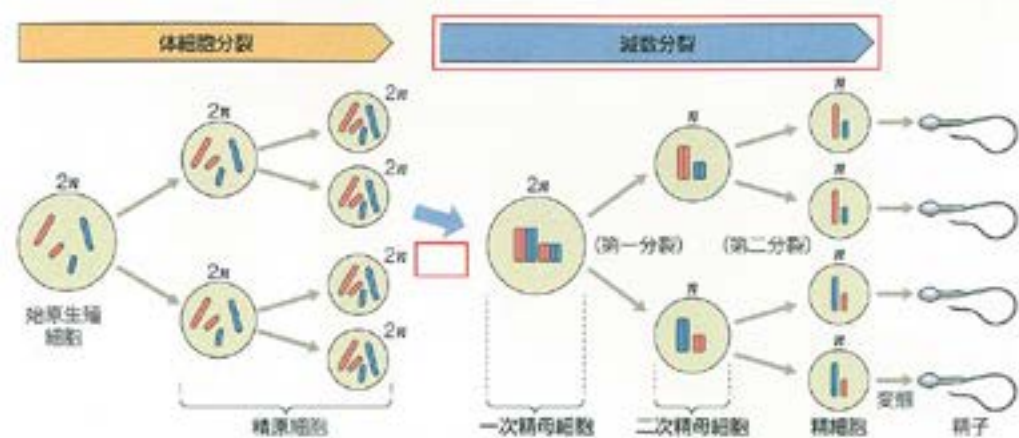 体細胞分裂
減数分裂
2n
2n
2n
2n
2n
2n
2n
2n
n
n
n
n
n
n
(第一分裂)
(第二分裂)
始原生殖
細胞
変態
精原細胞
一次精母細胞
二次精母細胞
精細胞
精子